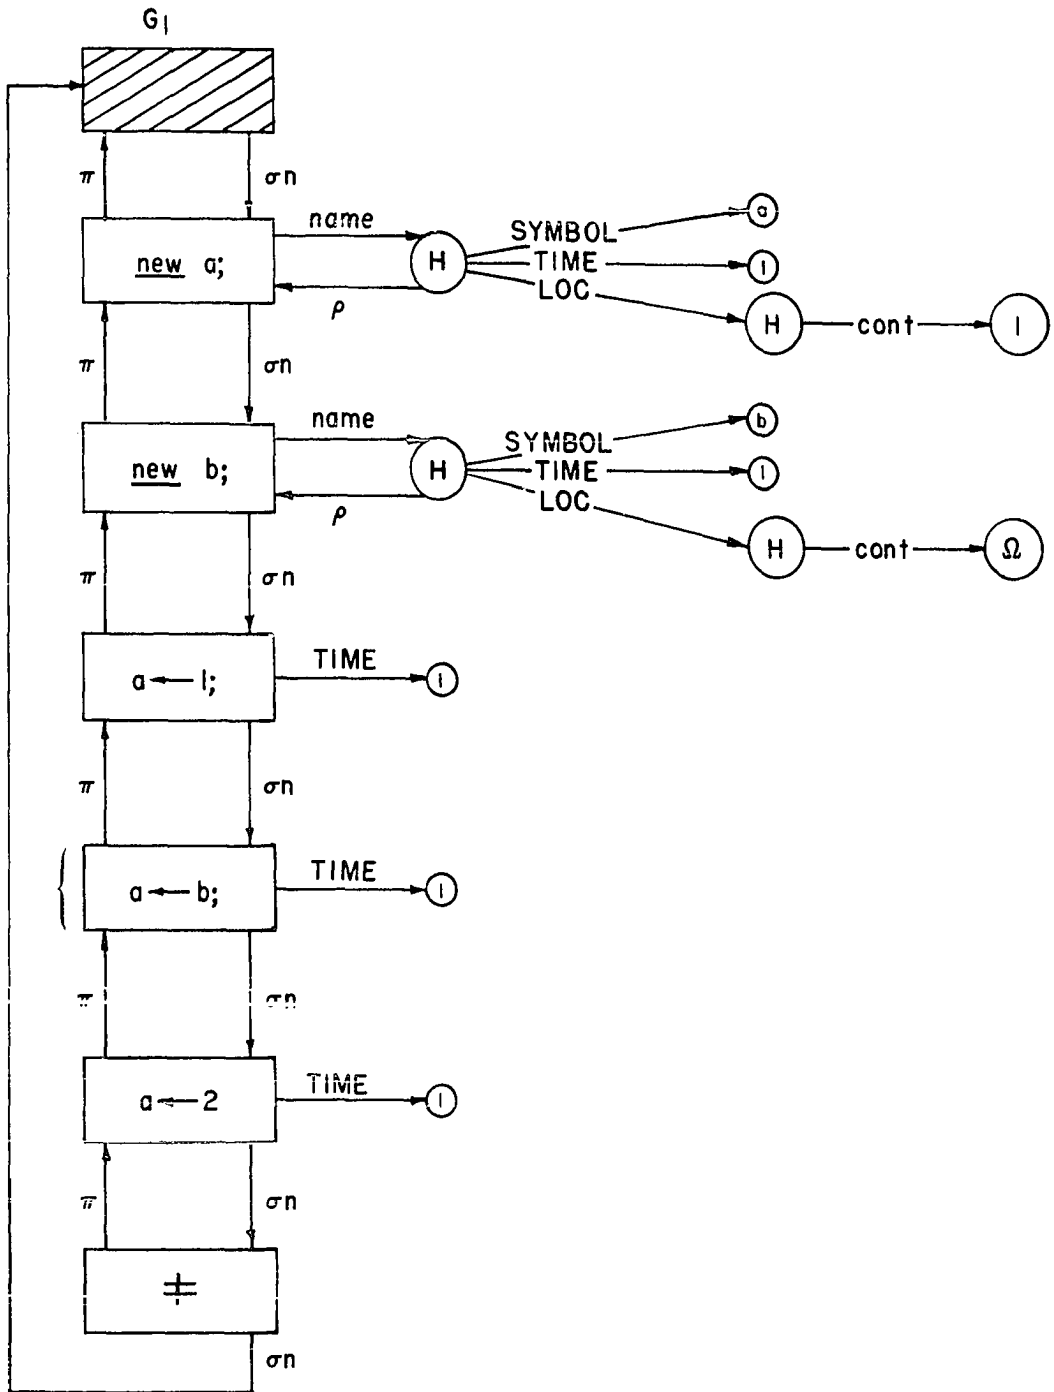 G1
π σn
new a; name H ρ SYMBOL a
TIME 1
LOC H cont 1
π σn
new b; name H ρ SYMBOL b
TIME 1
LOC H cont Ω
π σn
a ← 1; TIME 1
π σn
a ← b; TIME 1
π σn
a ← 2 TIME 1
π σn
‡
σn